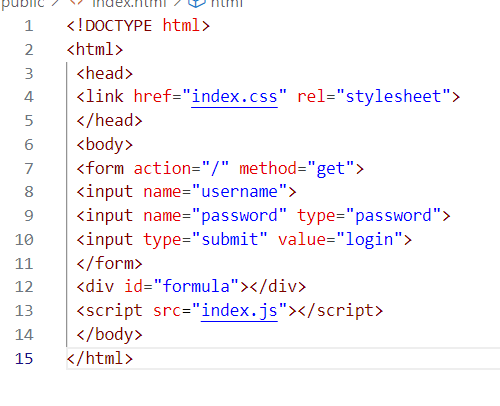 public > index.html > html
1 <!DOCTYPE html>
2 <html>
3 <head>
4 <link href="index.css" rel="stylesheet">
5 </head>
6 <body>
7 <form action="/" method="get">
8 <input name="username">
9 <input name="password" type="password">
10 <input type="submit" value="login">
11 </form>
12 <div id="formula"></div>
13 <script src="index.js"></script>
14 </body>
15 </html>